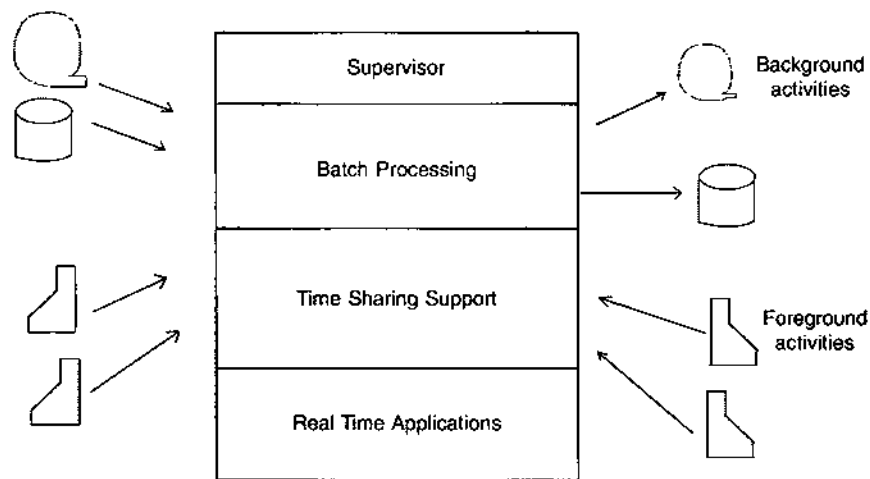 Supervisor
Background
activities
Batch Processing
Time Sharing Support
Foreground
activities
Real Time Applications